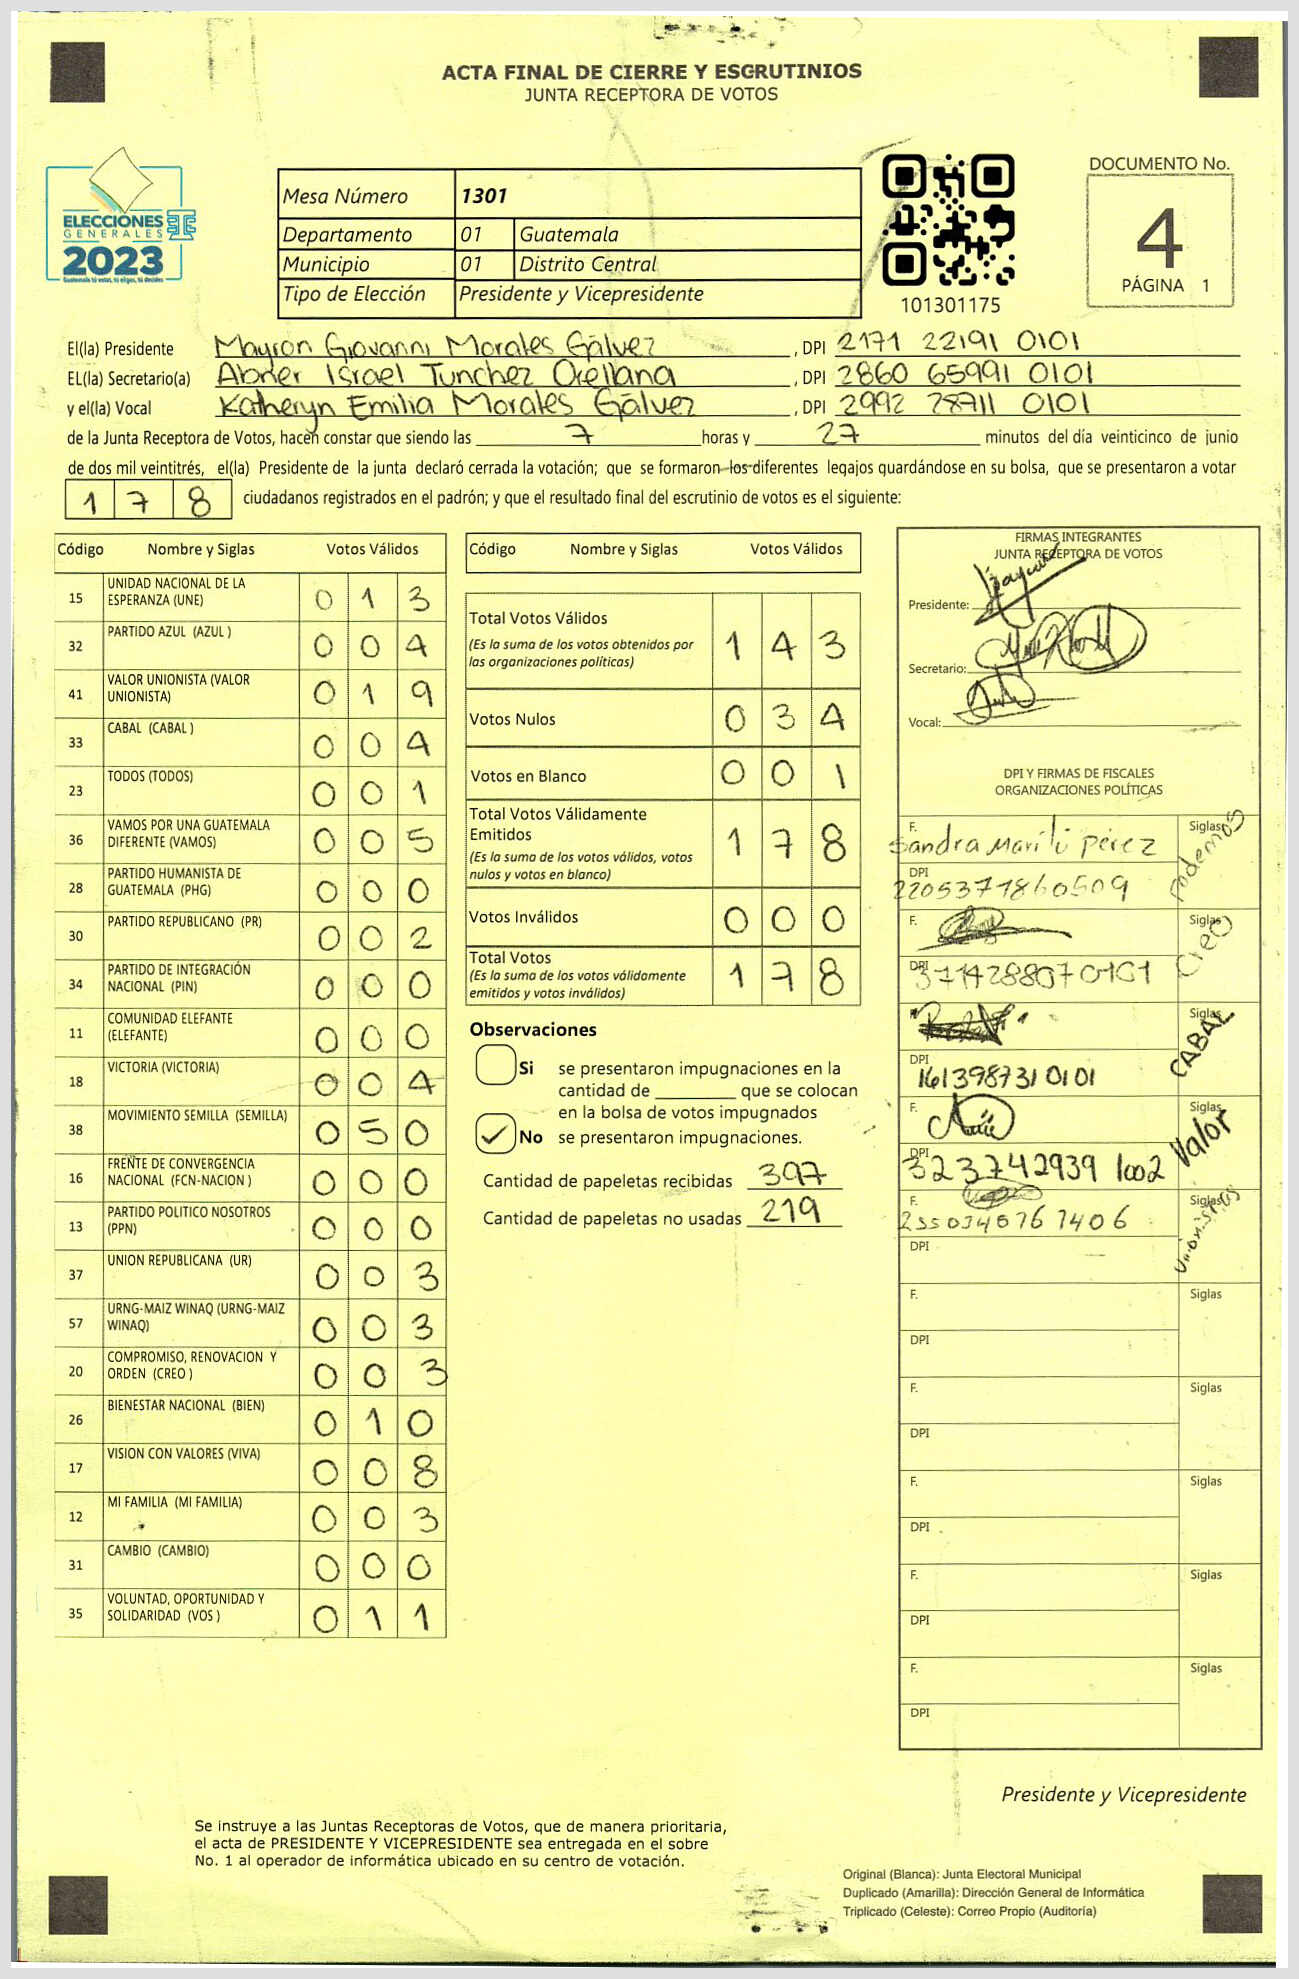 ACTA FINAL DE CIERRE Y ESCRUTINIOS
JUNTA RECEPTORA DE VOTOS
ELECCIONES
GENERALES
2023
Guatemala tú votas, tú eliges, tú decides
Mesa Número 1301
Departamento 01 Guatemala
Municipio 01 Distrito Central
Tipo de Elección Presidente y Vicepresidente
101301175
DOCUMENTO No.
4
PÁGINA 1
El(la) Presidente Mayron Giovanni Morales Gálvez , DPI 2171 22191 0101
EL(la) Secretario(a) Abner Israel Tunchez Orellana , DPI 2860 65991 0101
y el(la) Vocal Katheryn Emilia Morales Gálvez , DPI 2992 28711 0101
de la Junta Receptora de Votos, hacen constar que siendo las 7 horas y 27 minutos del día veinticinco de junio
de dos mil veintitrés, el(la) Presidente de la junta declaró cerrada la votación; que se formaron los diferentes legajos quardándose en su bolsa, que se presentaron a votar
1 7 8 ciudadanos registrados en el padrón; y que el resultado final del escrutinio de votos es el siguiente:
Código Nombre y Siglas Votos Válidos
15 UNIDAD NACIONAL DE LA ESPERANZA (UNE) 0 1 3
32 PARTIDO AZUL (AZUL ) 0 0 4
41 VALOR UNIONISTA (VALOR UNIONISTA) 0 1 9
33 CABAL (CABAL ) 0 0 4
23 TODOS (TODOS) 0 0 1
36 VAMOS POR UNA GUATEMALA DIFERENTE (VAMOS) 0 0 5
28 PARTIDO HUMANISTA DE GUATEMALA (PHG) 0 0 0
30 PARTIDO REPUBLICANO (PR) 0 0 2
34 PARTIDO DE INTEGRACIÓN NACIONAL (PIN) 0 0 0
11 COMUNIDAD ELEFANTE (ELEFANTE) 0 0 0
18 VICTORIA (VICTORIA) 0 0 4
38 MOVIMIENTO SEMILLA (SEMILLA) 0 5 0
16 FRENTE DE CONVERGENCIA NACIONAL (FCN-NACION ) 0 0 0
13 PARTIDO POLITICO NOSOTROS (PPN) 0 0 0
37 UNION REPUBLICANA (UR) 0 0 3
57 URNG-MAIZ WINAQ (URNG-MAIZ WINAQ) 0 0 3
20 COMPROMISO, RENOVACION Y ORDEN (CREO ) 0 0 3
26 BIENESTAR NACIONAL (BIEN) 0 1 0
17 VISION CON VALORES (VIVA) 0 0 8
12 MI FAMILIA (MI FAMILIA) 0 0 3
31 CAMBIO (CAMBIO) 0 0 0
35 VOLUNTAD, OPORTUNIDAD Y SOLIDARIDAD (VOS ) 0 1 1
Código Nombre y Siglas Votos Válidos
Total Votos Válidos 1 4 3
(Es la suma de los votos obtenidos por
las organizaciones políticas)
Votos Nulos 0 3 4
Votos en Blanco 0 0 1
Total Votos Válidamente
Emitidos 1 7 8
(Es la suma de los votos válidos, votos
nulos y votos en blanco)
Votos Inválidos 0 0 0
Total Votos 1 7 8
(Es la suma de los votos válidamente
emitidos y votos inválidos)
Observaciones
Si se presentaron impugnaciones en la
cantidad de ________ que se colocan
en la bolsa de votos impugnados
No se presentaron impugnaciones.
Cantidad de papeletas recibidas 397
Cantidad de papeletas no usadas 219
FIRMAS INTEGRANTES
JUNTA RECEPTORA DE VOTOS
Presidente:
Secretario:
Vocal:
DPI Y FIRMAS DE FISCALES
ORGANIZACIONES POLÍTICAS
F. Sandra Marilú Pérez Siglas Podemos
DPI 2205371860509
F. Siglas Creo
DPI 371428807 0101
Siglas CABAL
DPI 161398731 0101
F. Siglas Valor
DPI 323742939 1002
F. 2550340767406 Siglas Unionistas
DPI
F. Siglas
DPI
F. Siglas
DPI
F. Siglas
DPI
F. Siglas
DPI
F. Siglas
DPI
Presidente y Vicepresidente
Se instruye a las Juntas Receptoras de Votos, que de manera prioritaria,
el acta de PRESIDENTE Y VICEPRESIDENTE sea entregada en el sobre
No. 1 al operador de informática ubicado en su centro de votación.
Original (Blanca): Junta Electoral Municipal
Duplicado (Amarilla): Dirección General de Informática
Triplicado (Celeste): Correo Propio (Auditoría)